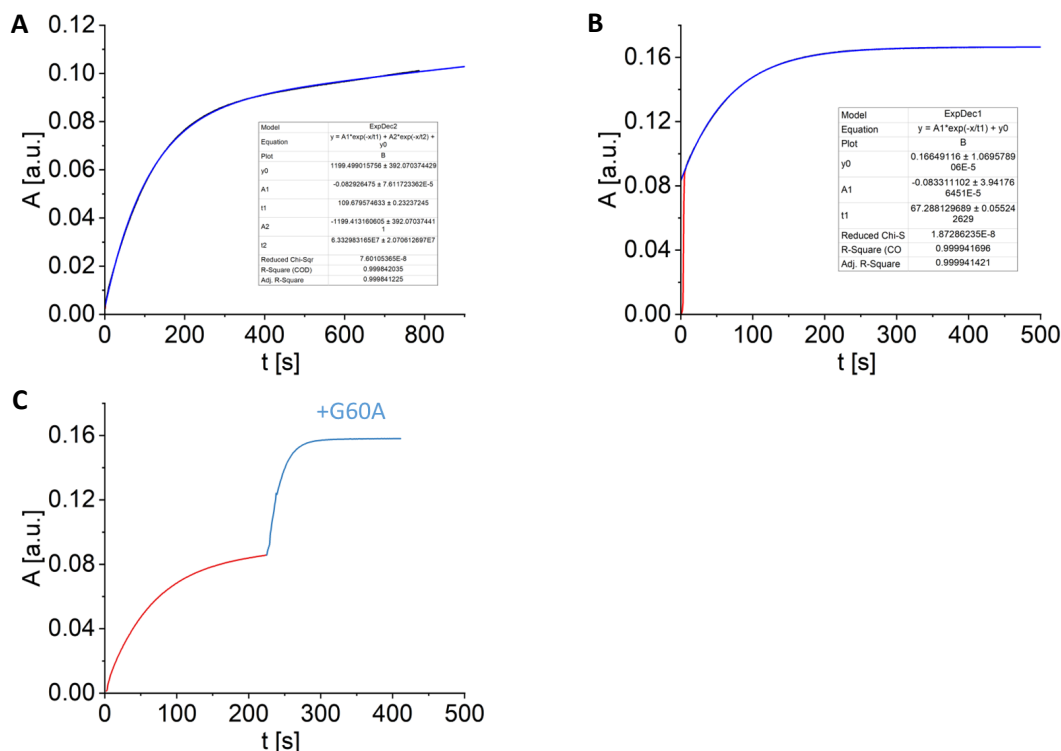 A
0.12
0.10
0.08
0.06
0.04
0.02
0.00
A [a.u.]
0 200 400 600 800
t [s]
Model ExpDec2
Equation y = A1*exp(-x/t1) + A2*exp(-x/t2) +
y0
Plot B
y0 1199.499015756 ± 392.070374429
A1 -0.082926475 ± 7.611723362E-5
t1 109.679574633 ± 0.23237245
A2 -1199.413160605 ± 392.07037441
1
t2 6.332983165E7 ± 2.070612697E7
Reduced Chi-Sqr 7.60105365E-8
R-Square (COD) 0.999842035
Adj. R-Square 0.999841225
B
0.16
0.12
0.08
0.04
0.00
A [a.u.]
0 100 200 300 400 500
t [s]
Model ExpDec1
Equation y = A1*exp(-x/t1) + y0
Plot B
y0 0.16649116 ± 1.0695789
06E-5
A1 -0.083311102 ± 3.94176
6451E-5
t1 67.288129689 ± 0.05524
2629
Reduced Chi-S 1.87286235E-8
R-Square (CO 0.999941696
Adj. R-Square 0.999941421
C
+G60A
0.16
0.12
0.08
0.04
0.00
A [a.u.]
0 100 200 300 400 500
t [s]